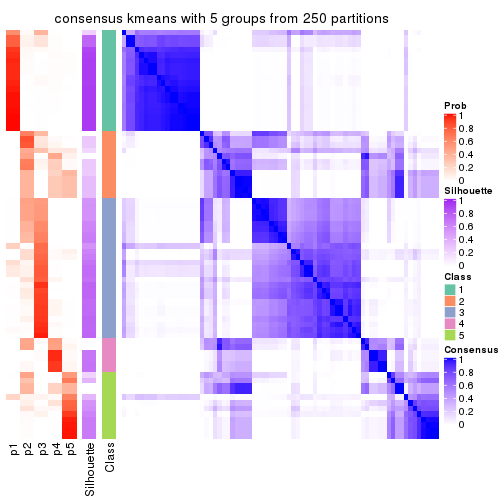 consensus kmeans with 5 groups from 250 partitions
Prob
1
0.8
0.6
0.4
0.2
0
Silhouette
1
0.8
0.6
0.4
0.2
0
Class
1
2
3
4
5
Consensus
1
0.8
0.6
0.4
0.2
0
p1
p2
p3
p4
p5
Silhouette
Class